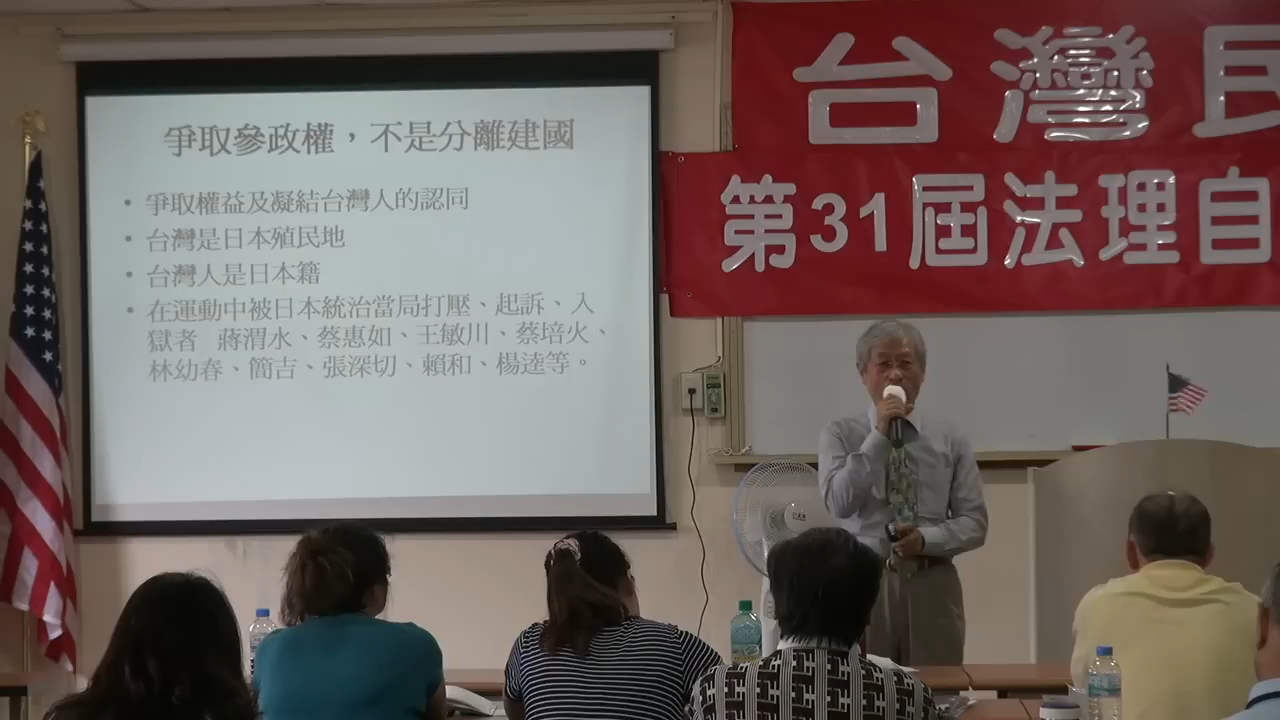 爭取參政權，不是分離建國
• 爭取權益及凝結台灣人的認同
• 台灣是日本殖民地
• 台灣人是日本籍
• 在運動中被日本統治當局打壓、起訴、入
獄者 蔣渭水、蔡惠如、王敏川、蔡培火、
林幼春、簡吉、張深切、賴和、楊逵等。
台灣民
第31屆法理自